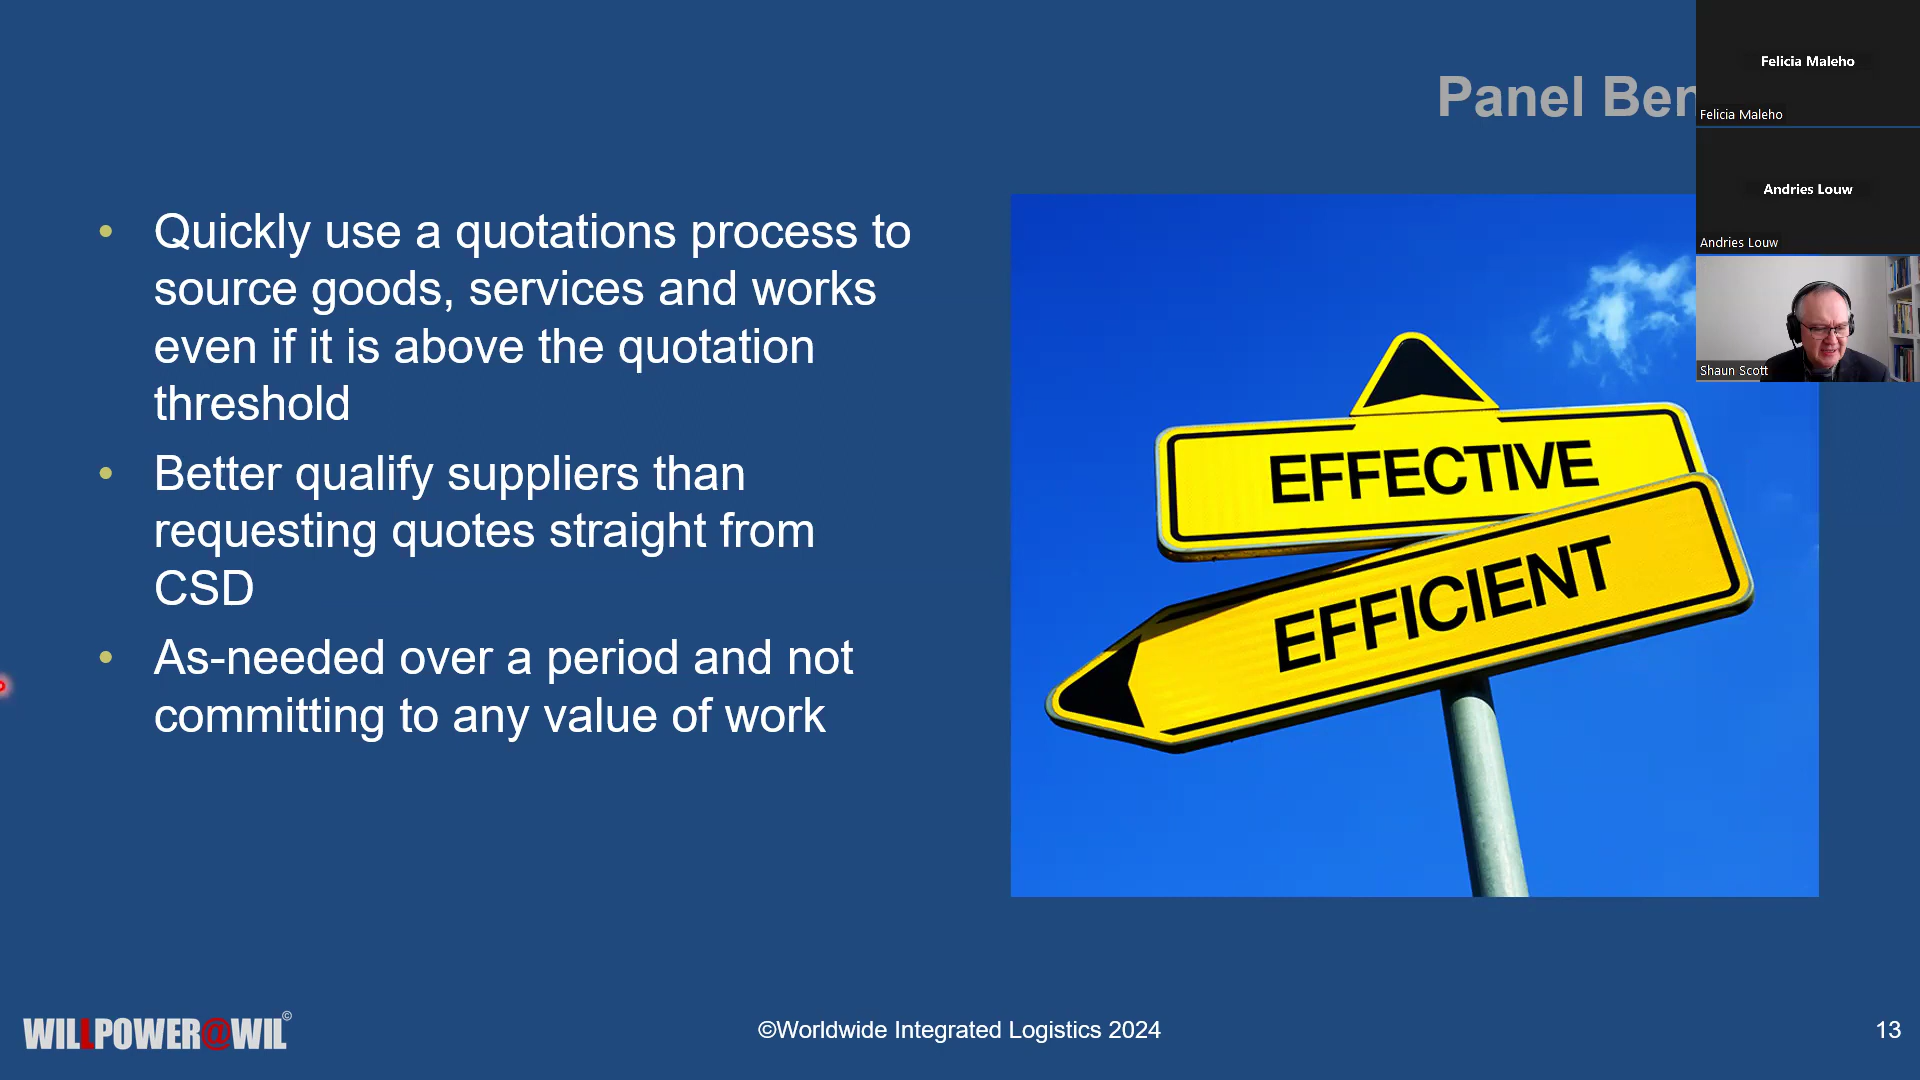 Panel Ben
• Quickly use a quotations process to
source goods, services and works
even if it is above the quotation
threshold
• Better qualify suppliers than
requesting quotes straight from
CSD
• As-needed over a period and not
committing to any value of work
EFFECTIVE
EFFICIENT
Felicia Maleho
Felicia Maleho
Andries Louw
Andries Louw
Shaun Scott
WILLPOWER@WIL©
©Worldwide Integrated Logistics 2024
13